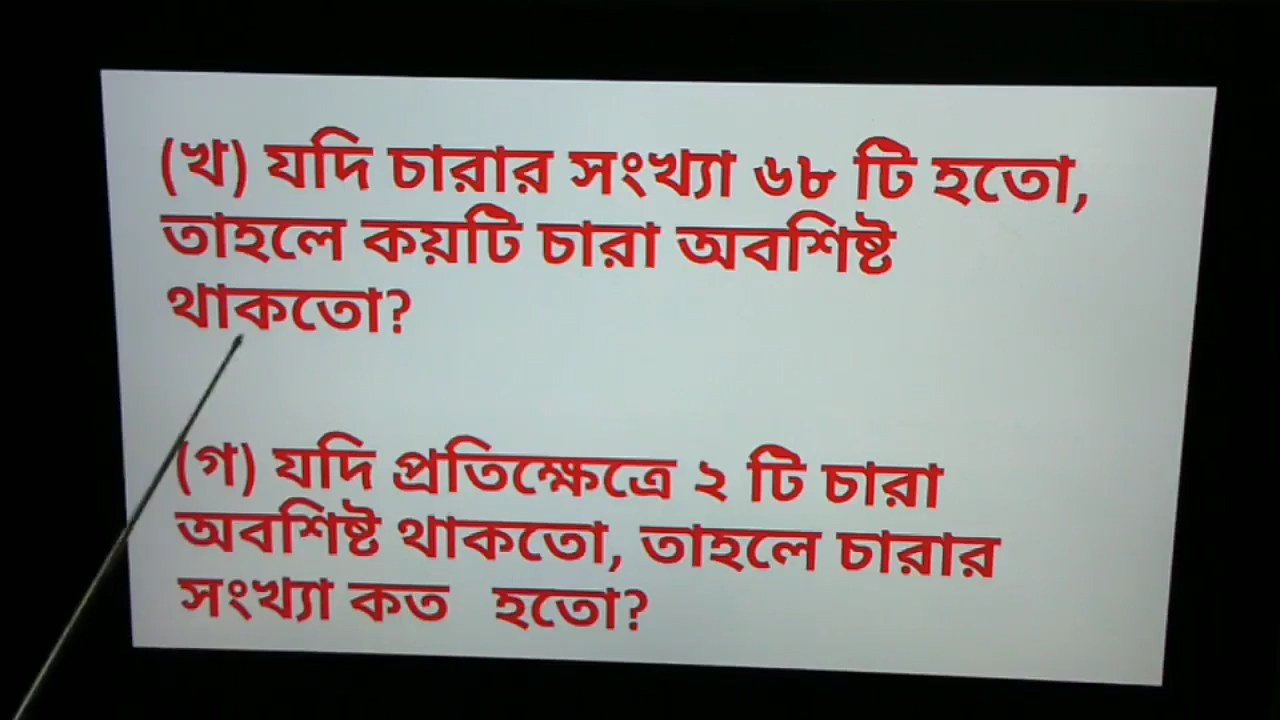 (খ) যদি চারার সংখ্যা ৬৮ টি হতো,
তাহলে কয়টি চারা অবশিষ্ট
থাকতো?
(গ) যদি প্রতিক্ষেত্রে ২ টি চারা
অবশিষ্ট থাকতো, তাহলে চারার
সংখ্যা কত হতো?